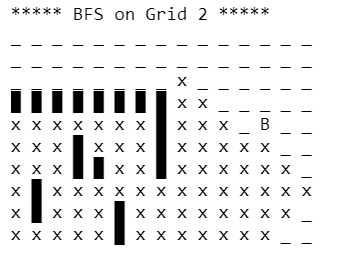 ***** BFS on Grid 2 *****
_ _ _ _ _ _ _ _ _ _ _ _ _ _ _
_ _ _ _ _ _ _ _ _ _ _ _ _ _ _
_ _ _ _ _ _ _ _ x _ _ _ _ _ _
█ █ █ █ █ █ █ █ x x _ _ _ _ _
x x x x x x x █ x x x _ B _ _
x x x █ x x x █ x x x x x _ _
x x x █ █ x x █ x x x x x x _
x █ x x x x x x x x x x x x x
x █ x x x █ x x x x x x x x _
x x x x x █ x x x x x x x _ _